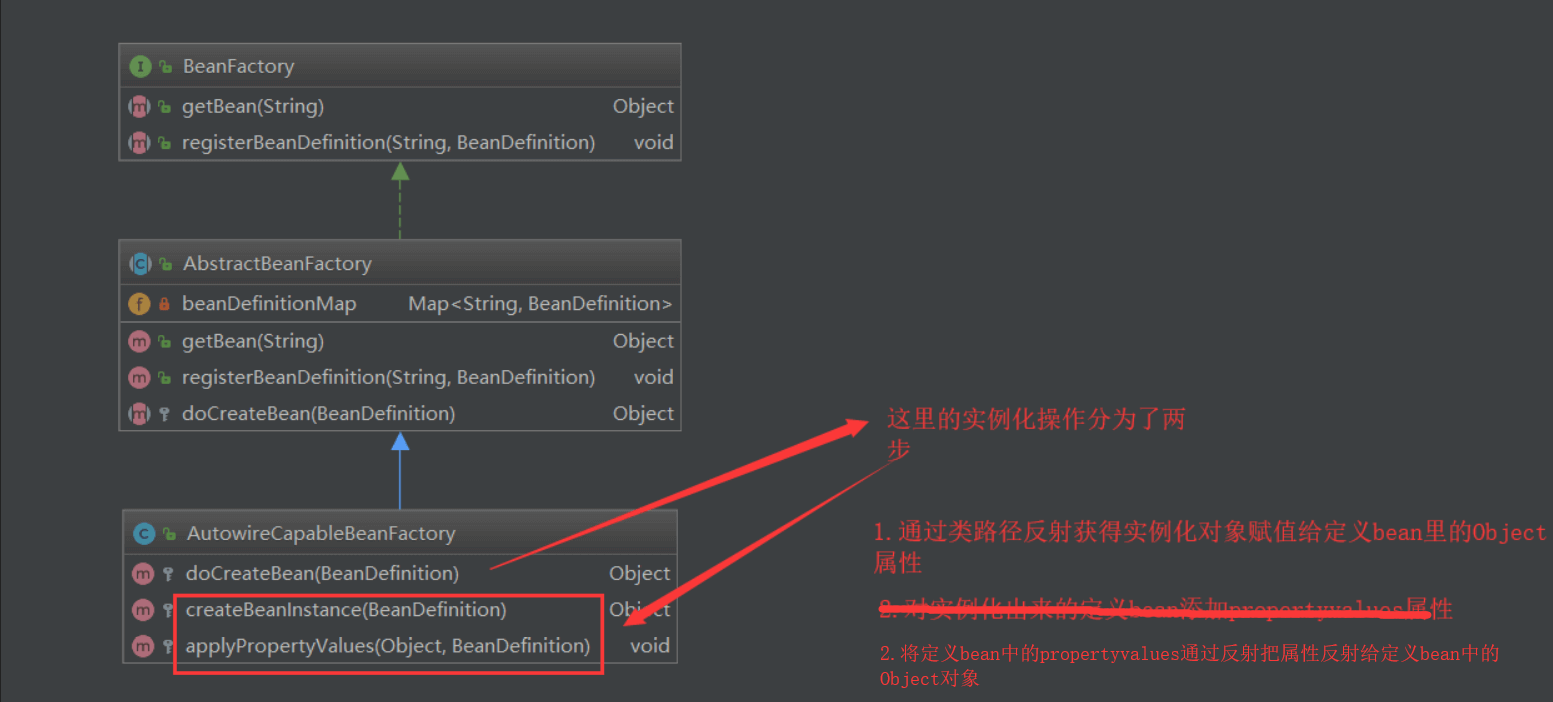 BeanFactory
getBean(String) Object
registerBeanDefinition(String, BeanDefinition) void
AbstractBeanFactory
beanDefinitionMap Map<String, BeanDefinition>
getBean(String) Object
registerBeanDefinition(String, BeanDefinition) void
doCreateBean(BeanDefinition) Object
AutowireCapableBeanFactory
doCreateBean(BeanDefinition) Object
createBeanInstance(BeanDefinition) Object
applyPropertyValues(Object, BeanDefinition) void
这里的实例化操作分为了两
步
1.通过类路径反射获得实例化对象赋值给定义bean里的Object
属性
2.对实例化出来的定义bean添加propertyvalues属性
2.将定义bean中的propertyvalues通过反射把属性反射给定义bean中的
Object对象